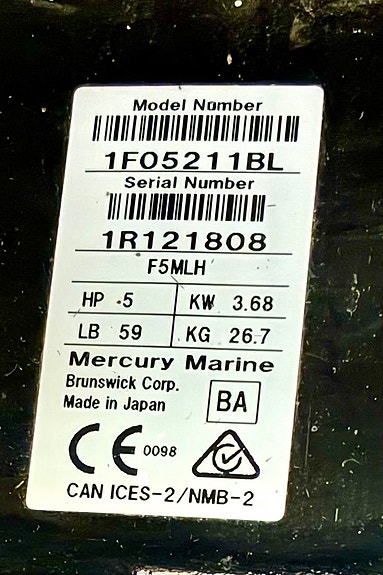 Model Number
1F05211BL
Serial Number
1R121808
F5MLH
HP 5 KW 3.68
LB 59 KG 26.7
Mercury Marine
Brunswick Corp.
Made in Japan BA
CE 0098
CAN ICES-2/NMB-2